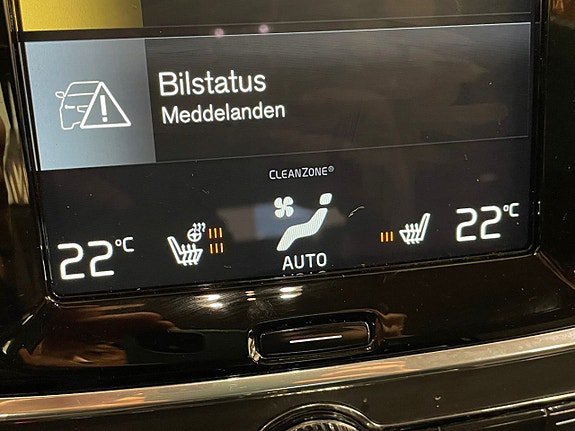 Bilstatus
Meddelanden
CLEANZONE®
22°C
22°C
AUTO